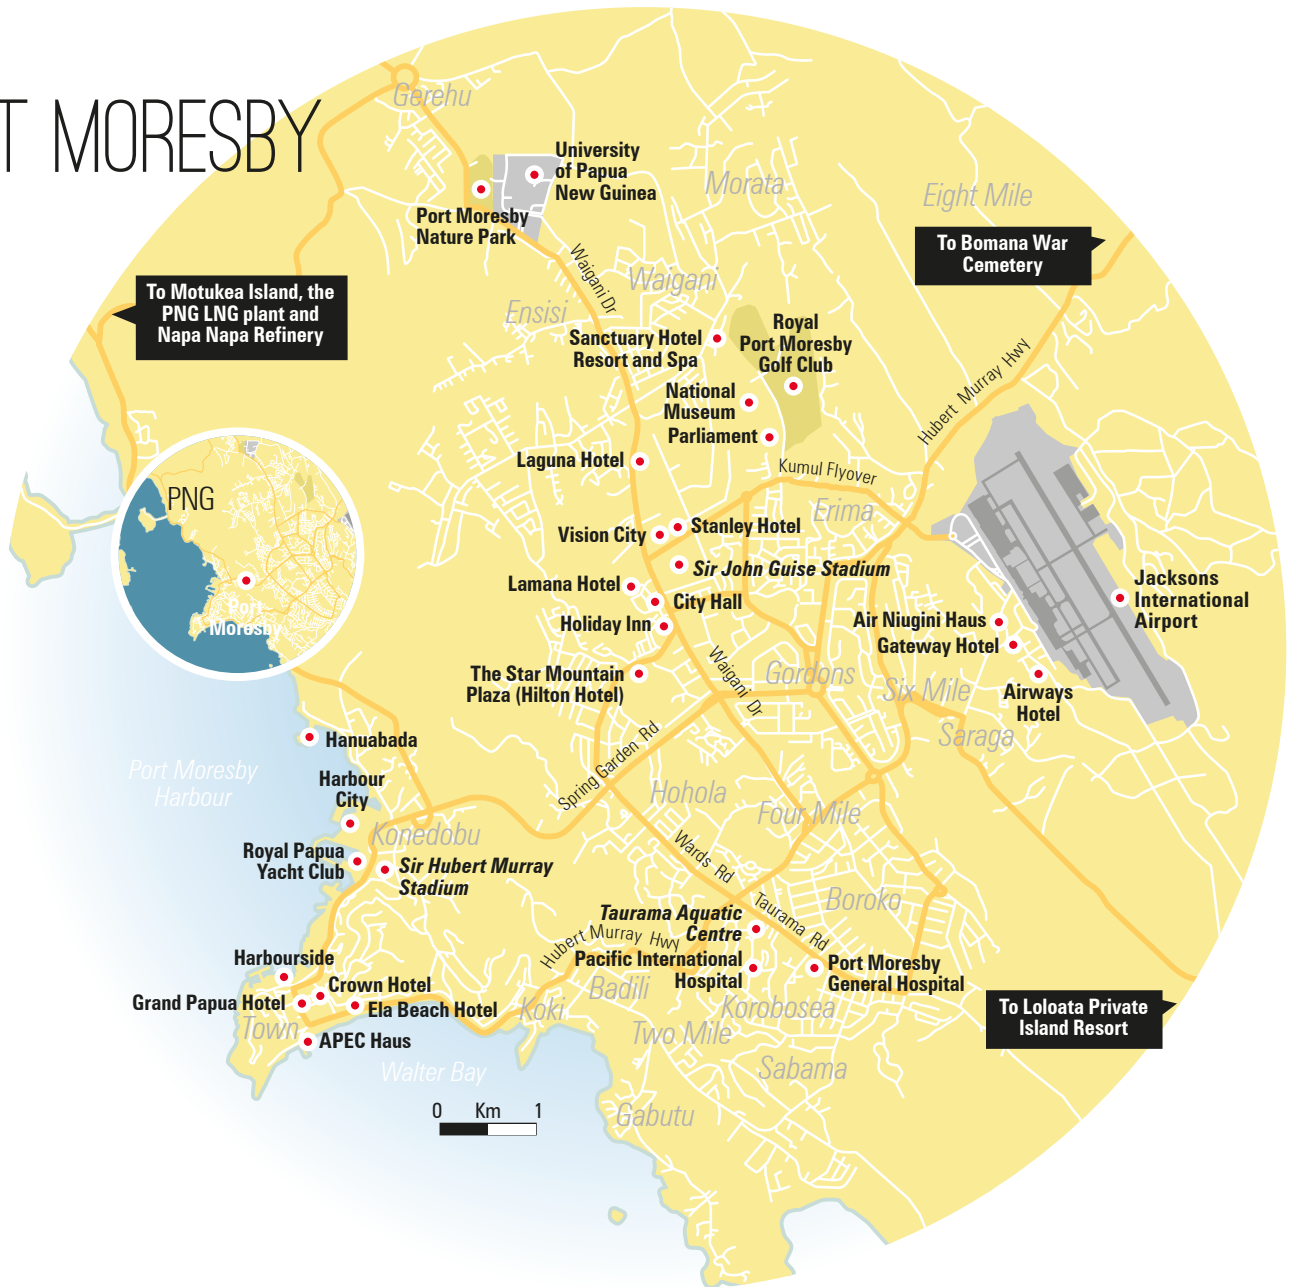 T MORESBY
Gerehu
University
of Papua
New Guinea
Port Moresby
Nature Park
Morata
Eight Mile
To Bomana War
Cemetery
Waigani Dr
Waigani
Ensisi
To Motukea Island, the
PNG LNG plant and
Napa Napa Refinery
Sanctuary Hotel
Resort and Spa
Royal
Port Moresby
Golf Club
National
Museum
Parliament
Hubert Murray Hwy
Laguna Hotel
Kumul Flyover
Erima
PNG
Port
Moresby
Vision City
Stanley Hotel
Sir John Guise Stadium
Lamana Hotel
City Hall
Holiday Inn
Jacksons
International
Airport
Air Niugini Haus
Gateway Hotel
Airways
Hotel
The Star Mountain
Plaza (Hilton Hotel)
Waigani Dr
Gordons
Six Mile
Saraga
Hanuabada
Spring Garden Rd
Port Moresby
Harbour
Harbour
City
Hohola
Four Mile
Konedobu
Royal Papua
Yacht Club
Sir Hubert Murray
Stadium
Wards Rd
Boroko
Taurama Aquatic
Centre
Taurama Rd
Hubert Murray Hwy
Pacific International
Hospital
Port Moresby
General Hospital
Harbourside
Crown Hotel
Grand Papua Hotel
Ela Beach Hotel
Town
APEC Haus
Koki
Badili
Korobosea
Two Mile
To Loloata Private
Island Resort
Walter Bay
Sabama
Gabutu
0 Km 1